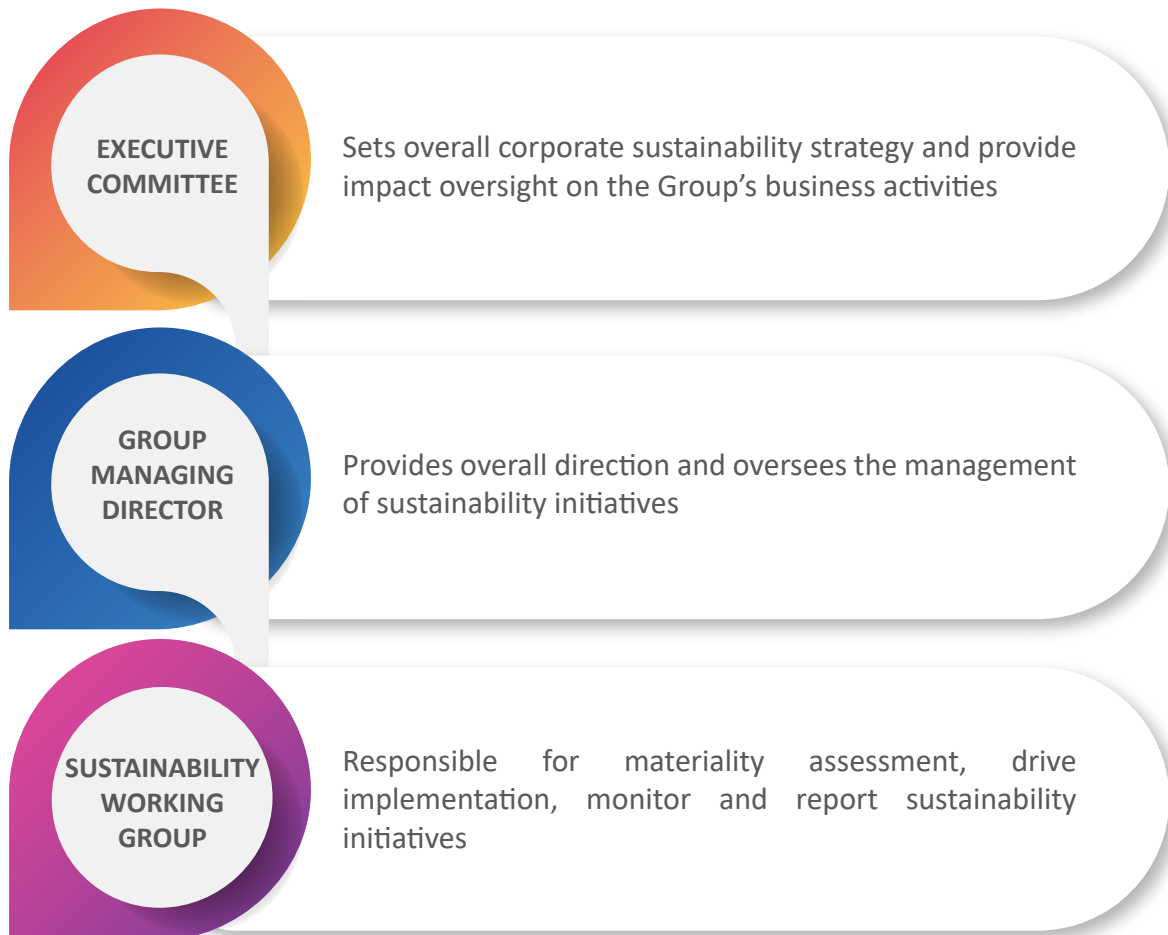 EXECUTIVE
COMMITTEE
Sets overall corporate sustainability strategy and provide
impact oversight on the Group’s business activities
GROUP
MANAGING
DIRECTOR
Provides overall direction and oversees the management
of sustainability initiatives
SUSTAINABILITY
WORKING
GROUP
Responsible for materiality assessment, drive
implementation, monitor and report sustainability
initiatives